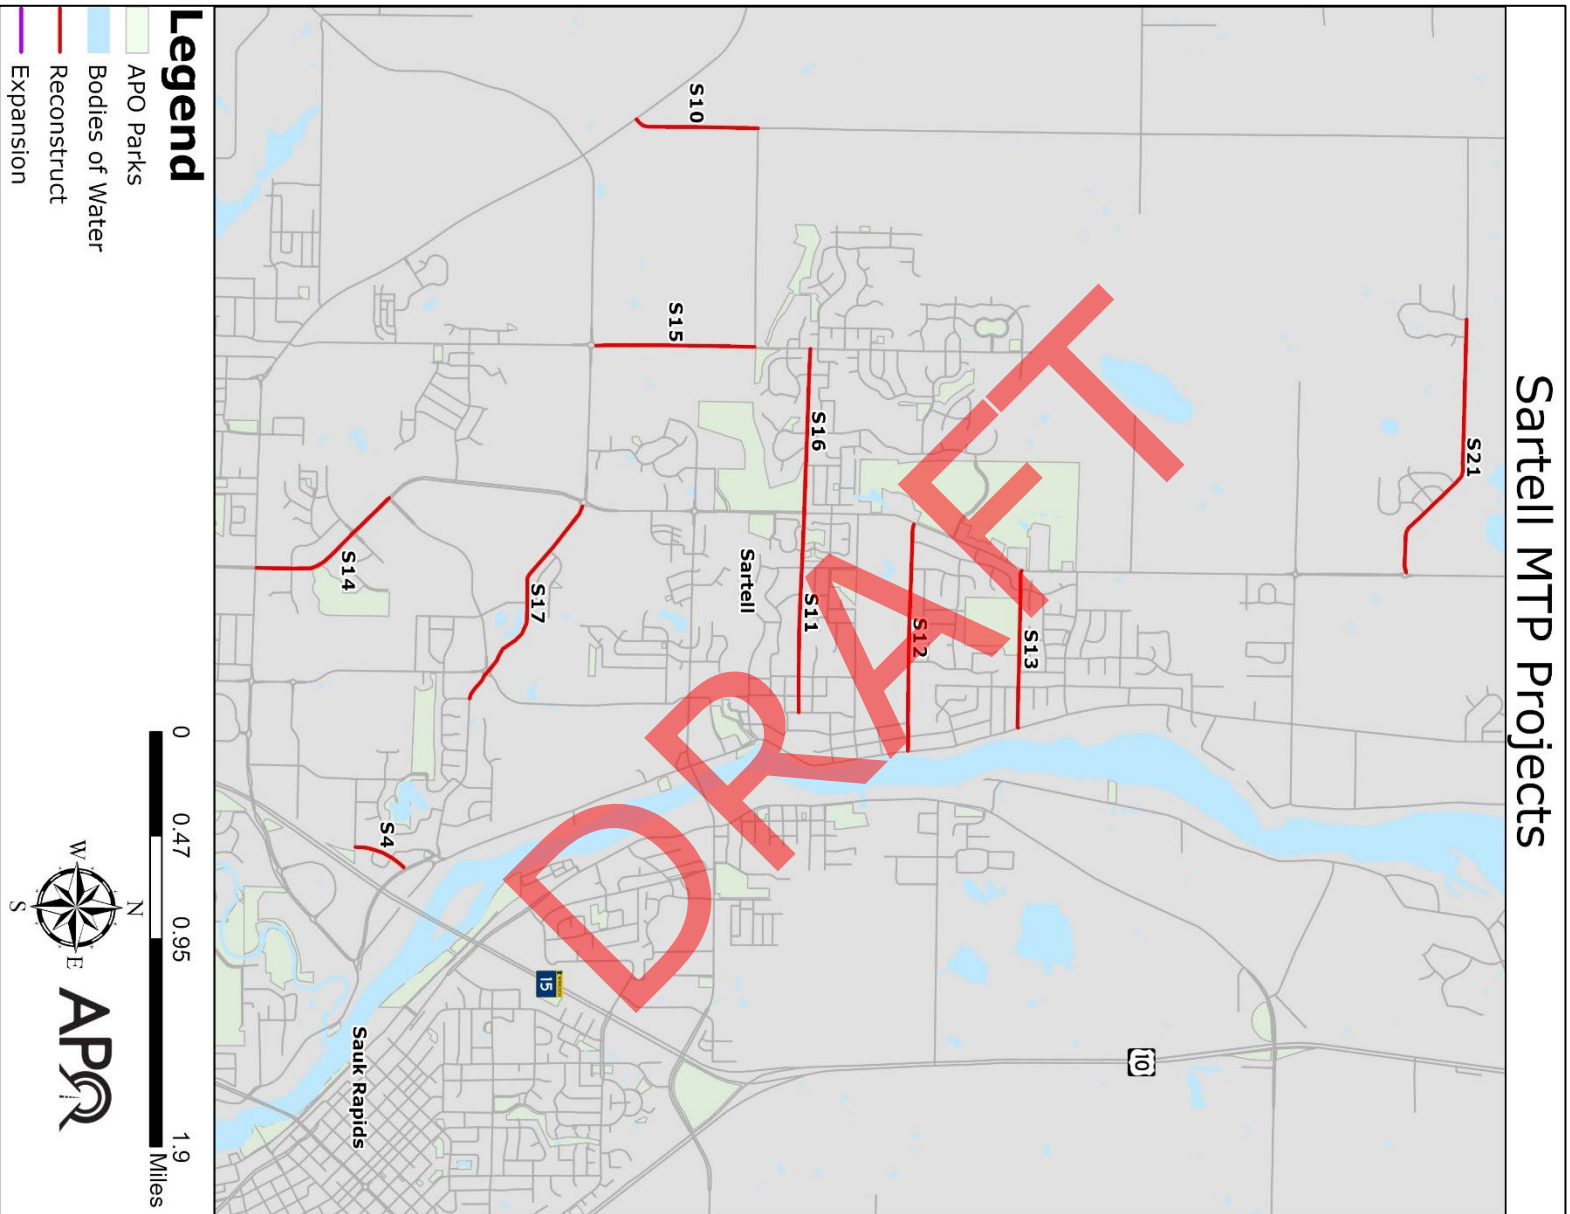 Sartell MTP Projects
S21
S13
S12
S16
S11
S10
S15
Sartell
S17
S14
S4
10
15
Sauk Rapids
DRAFT
Legend
APO Parks
Bodies of Water
Reconstruct
Expansion
0 0.47 0.95 1.9
Miles
N
W
E
S
APO